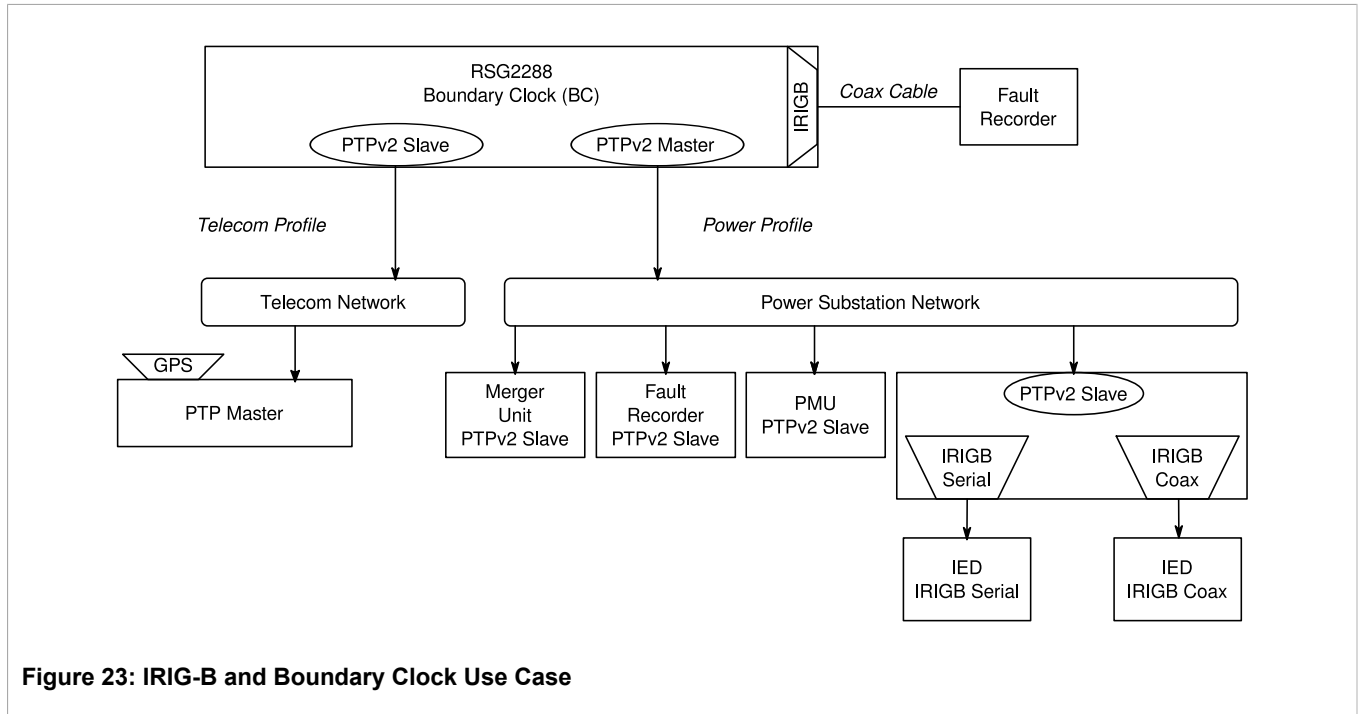 RSG2288
Boundary Clock (BC)
IRIGB
Coax Cable
Fault
Recorder
PTPv2 Slave
PTPv2 Master
Telecom Profile
Power Profile
Telecom Network
Power Substation Network
GPS
PTP Master
Merger
Unit
PTPv2 Slave
Fault
Recorder
PTPv2 Slave
PMU
PTPv2 Slave
PTPv2 Slave
IRIGB
Serial
IRIGB
Coax
IED
IRIGB Serial
IED
IRIGB Coax
Figure 23: IRIG-B and Boundary Clock Use Case